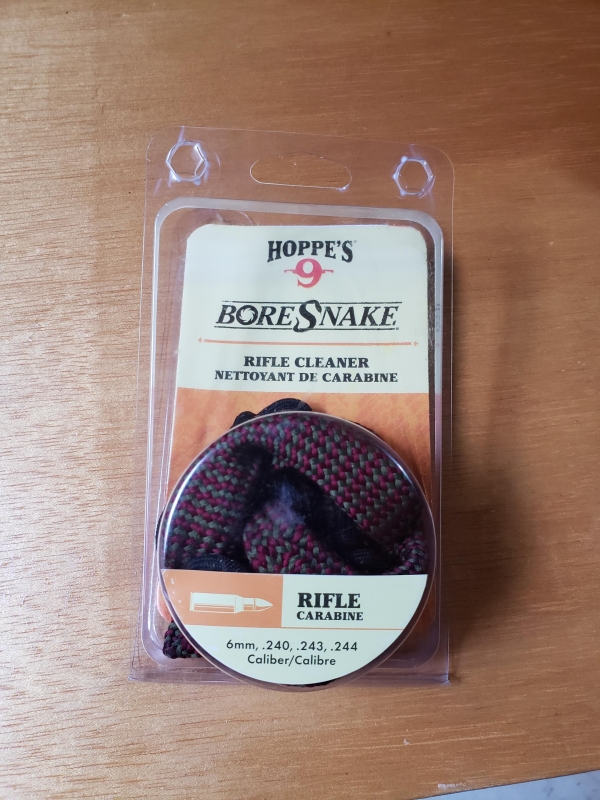 HOPPE'S
9
BORESNAKE
RIFLE CLEANER
NETTOYANT DE CARABINE
RIFLE
CARABINE
6mm, .240, .243, .244
Caliber/Calibre